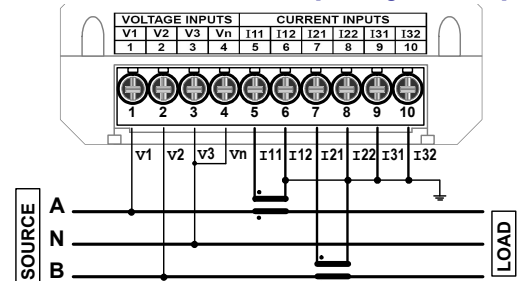 VOLTAGE INPUTS CURRENT INPUTS
V1 V2 V3 Vn I11 I12 I21 I22 I31 I32
1 2 3 4 5 6 7 8 9 10
1 2 3 4 5 6 7 8 9 10
V1 V2 V3 Vn I11 I12 I21 I22 I31 I32
SOURCE
A
N
B
LOAD